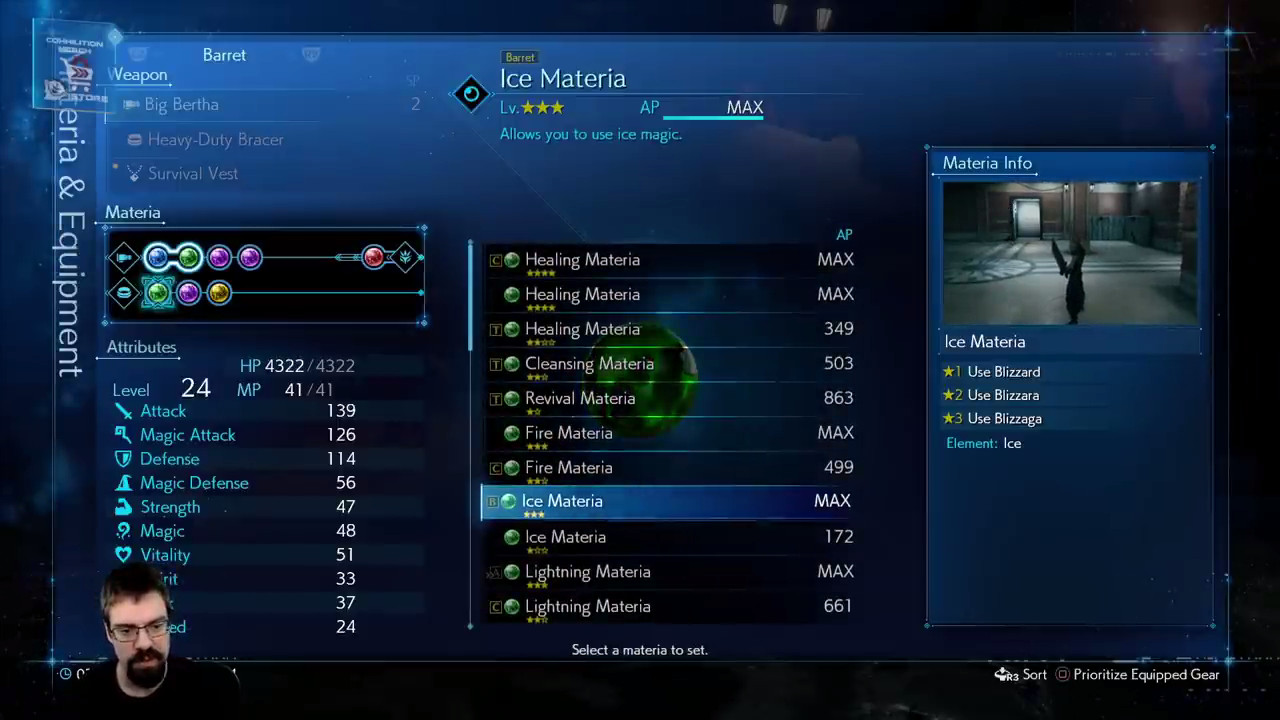 Barret
Weapon
SP
Big Bertha 2
Heavy-Duty Bracer
Survival Vest
Materia & Equipment
Materia
Attributes
HP 4322/4322
Level 24 MP 41/41
Attack 139
Magic Attack 126
Defense 114
Magic Defense 56
Strength 47
Magic 48
Vitality 51
33
37
24
Barret
Ice Materia
Lv.★★★ AP MAX
Allows you to use ice magic.
AP
C Healing Materia MAX
★★★★
Healing Materia MAX
★★★★
T Healing Materia 349
★★☆☆
T Cleansing Materia 503
★★☆
T Revival Materia 863
★☆
Fire Materia MAX
★★★
C Fire Materia 499
★★☆
B Ice Materia MAX
★★★
Ice Materia 172
★☆☆
A Lightning Materia MAX
★★★
C Lightning Materia 661
★★☆
Select a materia to set.
Materia Info
Ice Materia
★1 Use Blizzard
★2 Use Blizzara
★3 Use Blizzaga
Element: Ice
R3 Sort Prioritize Equipped Gear